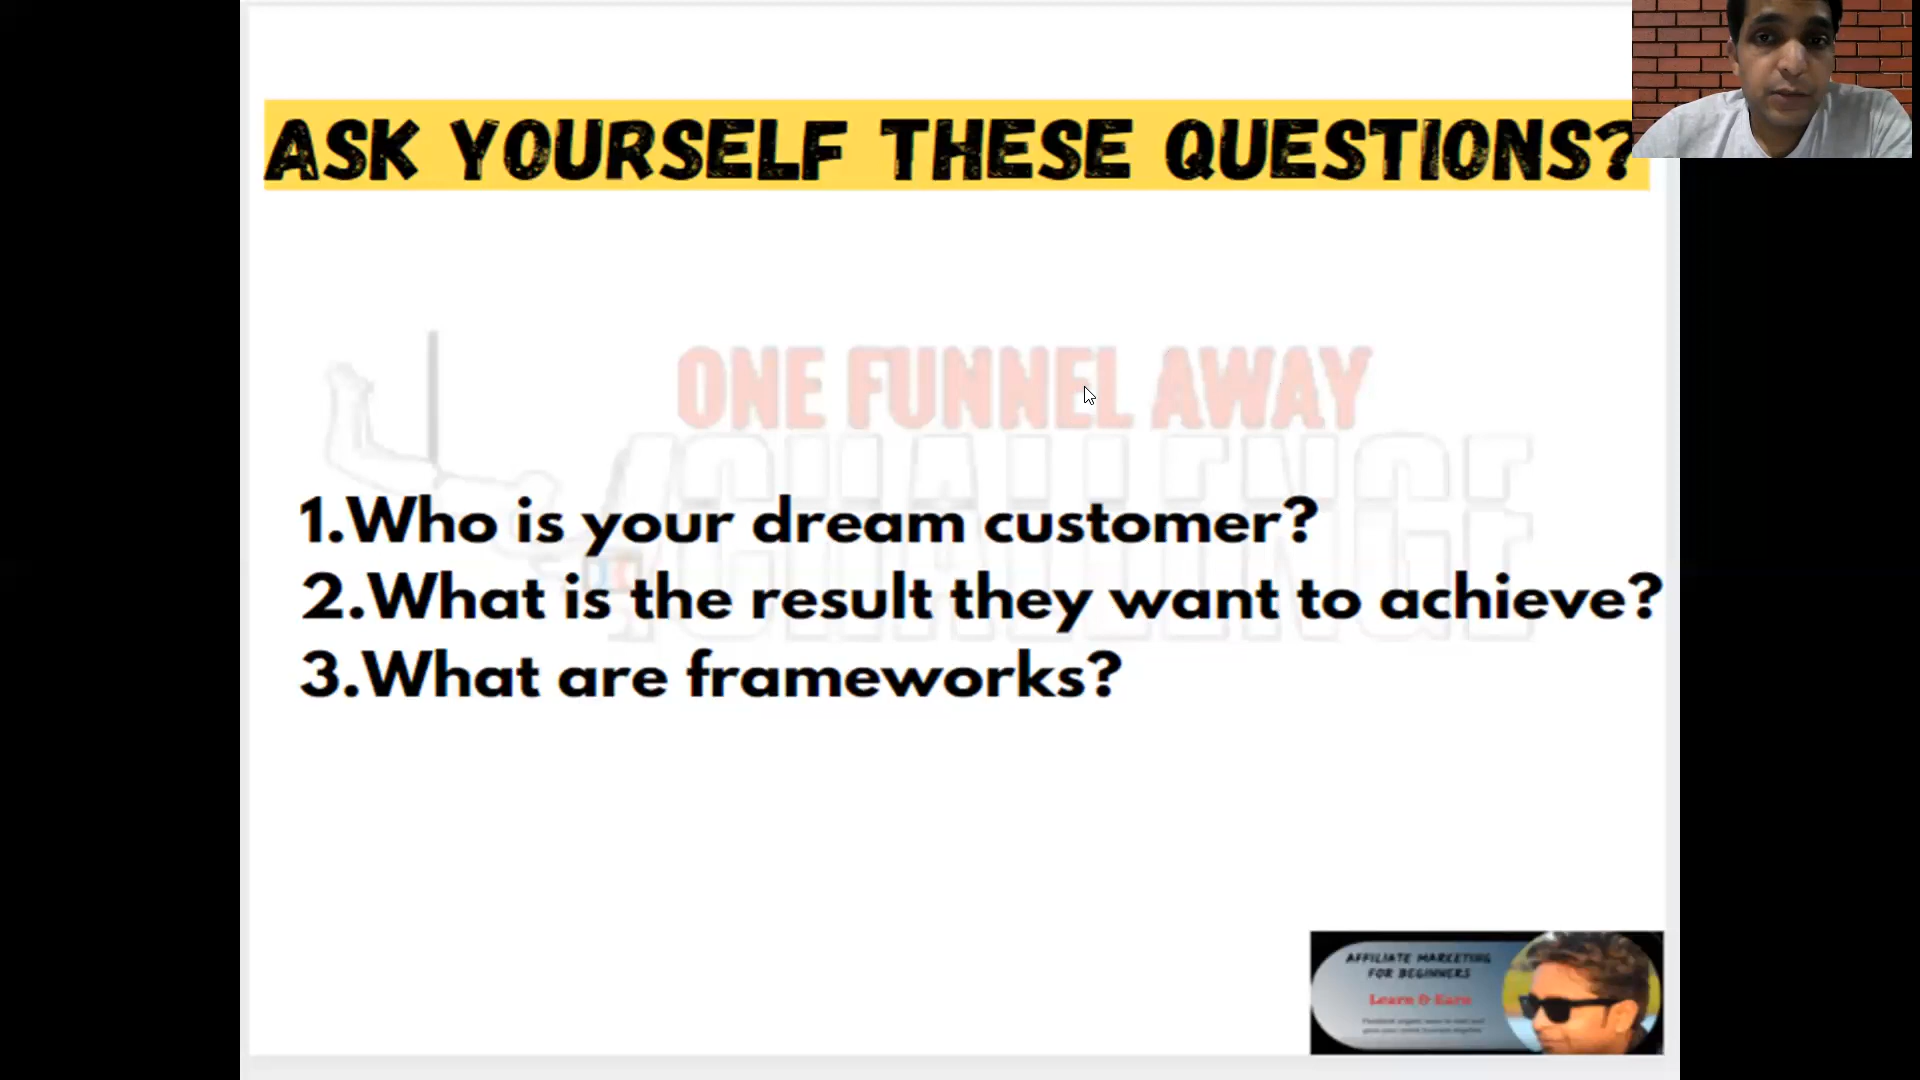 ASK YOURSELF THESE QUESTIONS?
ONE FUNNEL AWAY
CHALLENGE
1.Who is your dream customer?
2.What is the result they want to achieve?
3.What are frameworks?
AFFILIATE MARKETING
FOR BEGINNERS
Learn & Earn